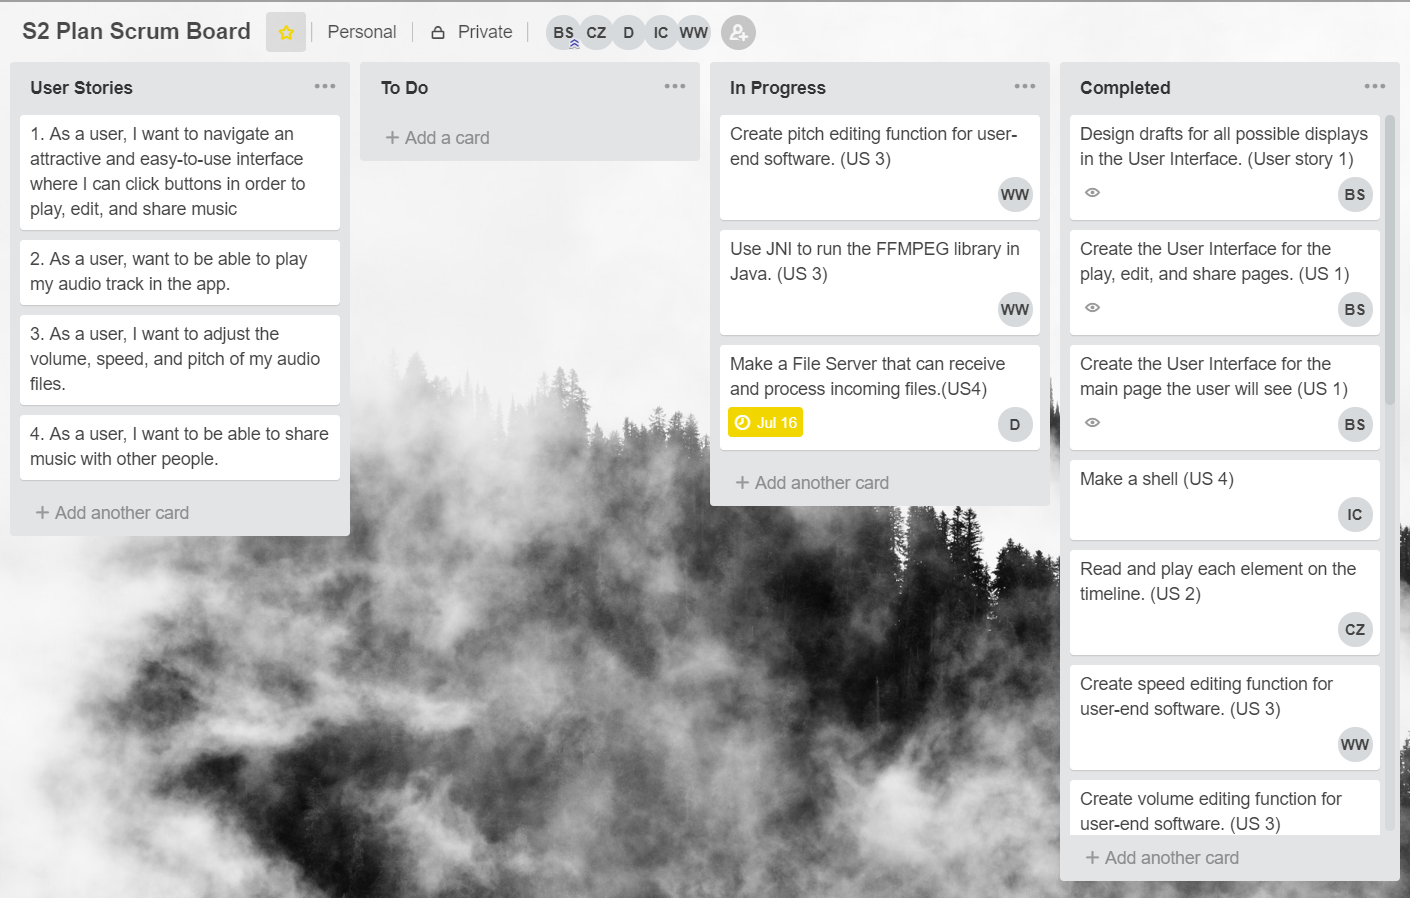 S2 Plan Scrum Board
Personal
Private
BS CZ D IC WW
User Stories
1. As a user, I want to navigate an
attractive and easy-to-use interface
where I can click buttons in order to
play, edit, and share music
2. As a user, want to be able to play
my audio track in the app.
3. As a user, I want to adjust the
volume, speed, and pitch of my audio
files.
4. As a user, I want to be able to share
music with other people.
+ Add another card
To Do
+ Add a card
In Progress
Create pitch editing function for user-
end software. (US 3)
WW
Use JNI to run the FFMPEG library in
Java. (US 3)
WW
Make a File Server that can receive
and process incoming files.(US4)
Jul 16
D
+ Add another card
Completed
Design drafts for all possible displays
in the User Interface. (User story 1)
BS
Create the User Interface for the
play, edit, and share pages. (US 1)
BS
Create the User Interface for the
main page the user will see (US 1)
BS
Make a shell (US 4)
IC
Read and play each element on the
timeline. (US 2)
CZ
Create speed editing function for
user-end software. (US 3)
WW
Create volume editing function for
user-end software. (US 3)
+ Add another card